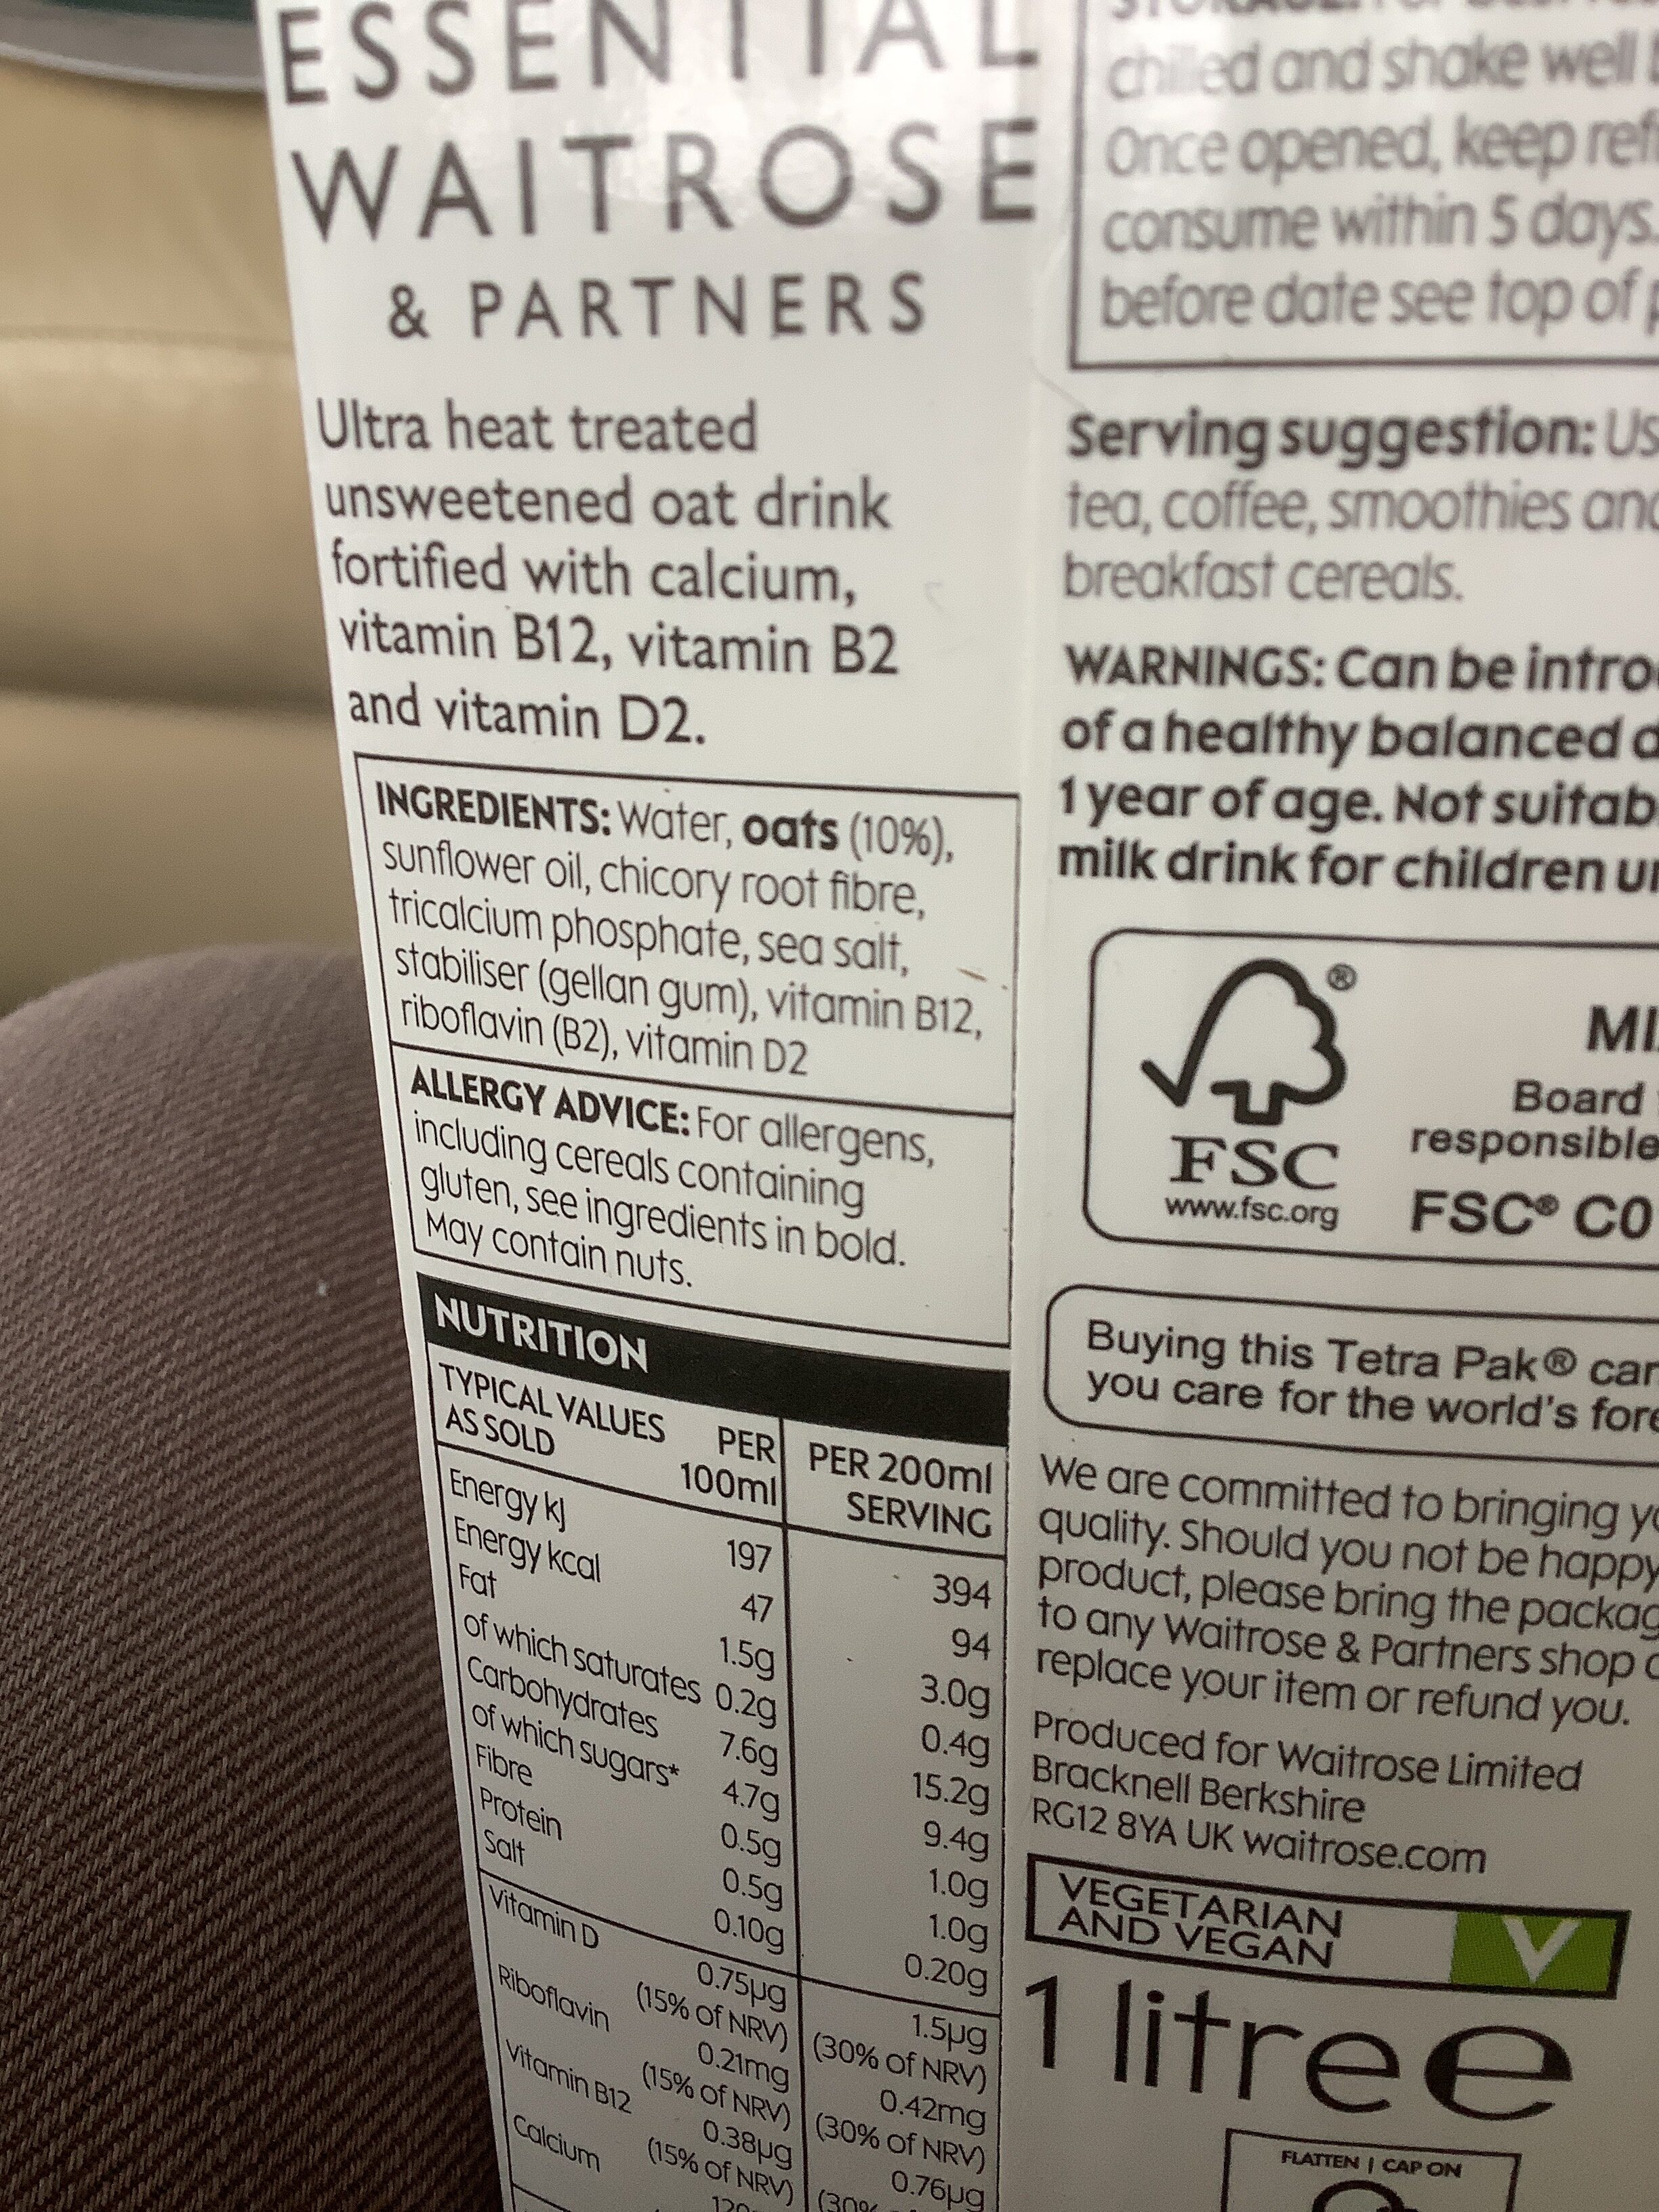 ESSENTIAL
WAITROSE
& PARTNERS
Ultra heat treated
unsweetened oat drink
fortified with calcium,
vitamin B12, vitamin B2
and vitamin D2.
INGREDIENTS: Water, oats (10%),
sunflower oil, chicory root fibre,
tricalcium phosphate, sea salt,
stabiliser (gellan gum), vitamin B12,
riboflavin (B2), vitamin D2
ALLERGY ADVICE: For allergens,
including cereals containing
gluten, see ingredients in bold.
May contain nuts.
NUTRITION
TYPICAL VALUES AS SOLD PER 100ml PER 200ml SERVING
Energy kJ 197 394
Energy kcal 47 94
Fat 1.5g 3.0g
of which saturates 0.2g 0.4g
Carbohydrates 7.6g 15.2g
of which sugars* 4.7g 9.4g
Fibre 0.5g 1.0g
Protein 0.5g 1.0g
Salt 0.10g 0.20g
Vitamin D 0.75µg 1.5µg
(15% of NRV) (30% of NRV)
Riboflavin 0.21mg 0.42mg
(15% of NRV) (30% of NRV)
Vitamin B12 0.38µg 0.76µg
(15% of NRV) (30%
Calcium
chilled and shake well
Once opened, keep
consume within 5 days.
before date see top of
Serving suggestion:
tea, coffee, smoothies
breakfast cereals.
WARNINGS: Can be
of a healthy balanced
1 year of age. Not
milk drink for children
®
FSC
www.fsc.org
Board
responsible
FSC® C0
Buying this Tetra Pak®
you care for the world's
We are committed to bringing
quality. Should you not be happy
product, please bring the
to any Waitrose & Partners shop
replace your item or refund you.
Produced for Waitrose Limited
Bracknell Berkshire
RG12 8YA UK waitrose.com
VEGETARIAN
AND VEGAN
V
1 litre e
FLATTEN | CAP ON